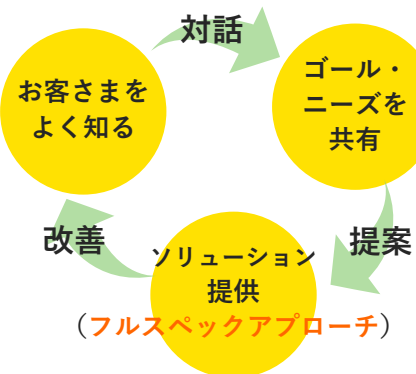 対話
お客さまを
よく知る
ゴール・
ニーズを
共有
改善
提案
ソリューション
提供
（フルスペックアプローチ）